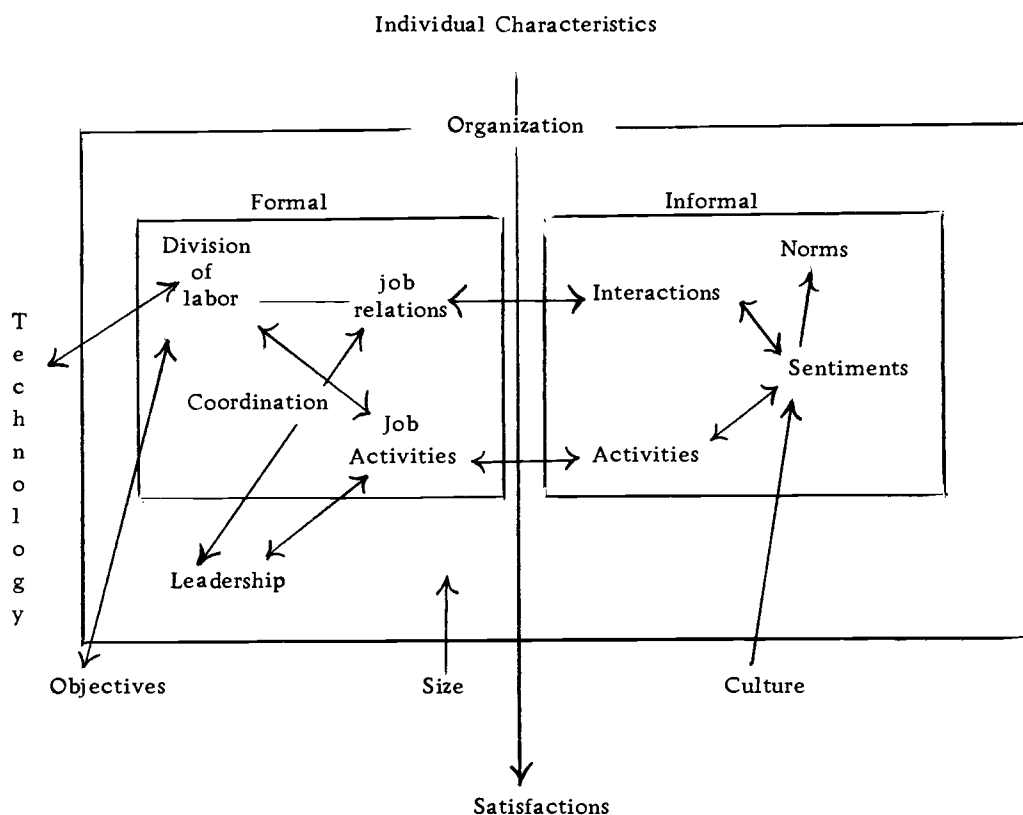 Individual Characteristics
Organization
Formal
Informal
Division
of
labor
job
relations
Coordination
Job
Activities
Leadership
Interactions
Norms
Sentiments
Activities
Technology
Objectives
Size
Culture
Satisfactions